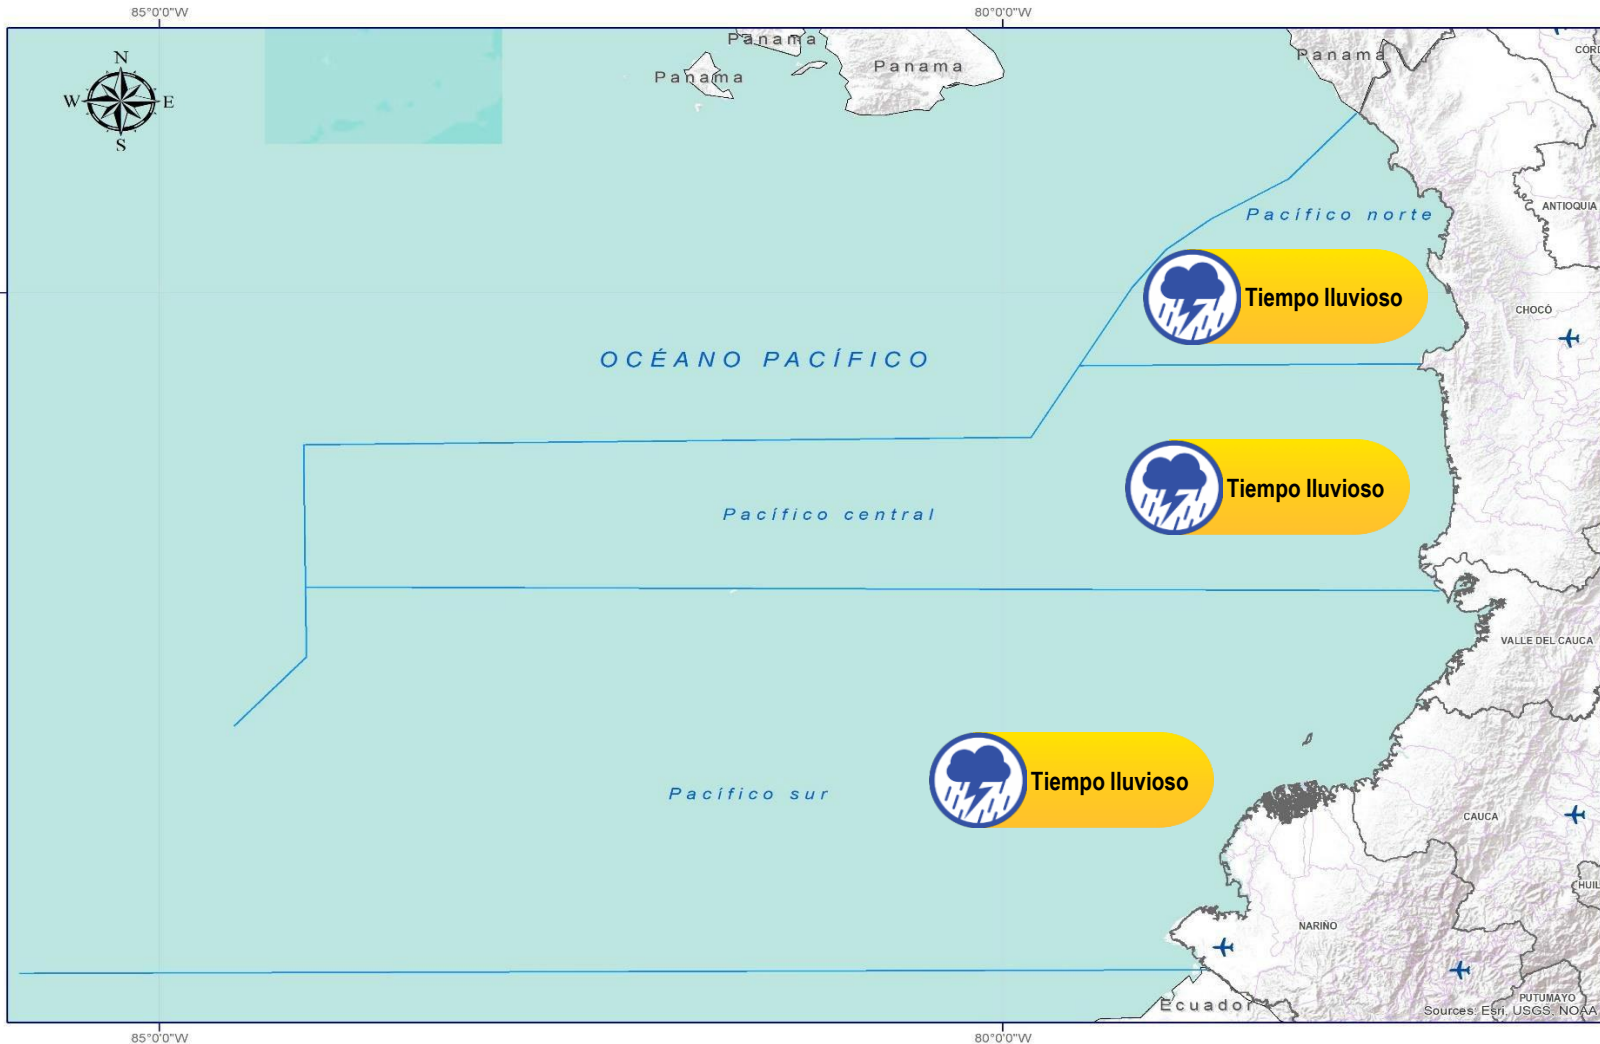 85°0'0"W
80°0'0"W
N
W
E
S
Panama
Panama
Panama
Panama
CÓRD
ANTIOQUIA
Pacífico norte
Tiempo lluvioso
CHOCÓ
OCÉANO PACÍFICO
Tiempo lluvioso
Pacífico central
VALLE DEL CAUCA
Tiempo lluvioso
Pacífico sur
CAUCA
HUIL
NARIÑO
PUTUMAYO
Ecuador
Sources: Esri, USGS, NOAA
85°0'0"W
80°0'0"W